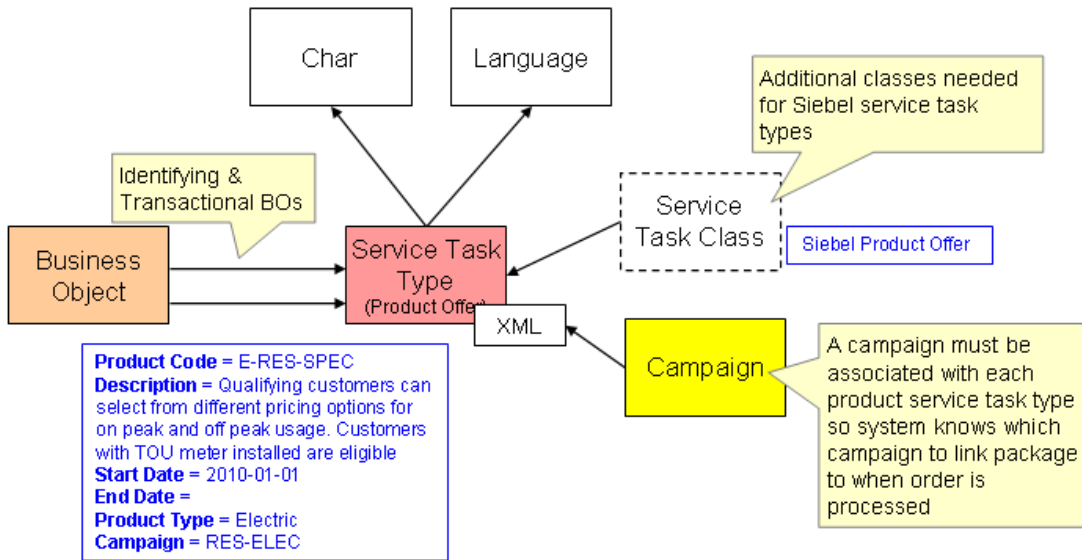 Char
Language
Additional classes needed
for Siebel service task
types
Identifying &
Transactional BOs
Service
Task Class
Siebel Product Offer
Business
Object
Service Task
Type
(Product Offer)
XML
Campaign
A campaign must be
associated with each
product service task type
so system knows which
campaign to link package
to when order is
processed
Product Code = E-RES-SPEC
Description = Qualifying customers can
select from different pricing options for
on peak and off peak usage. Customers
with TOU meter installed are eligible
Start Date = 2010-01-01
End Date =
Product Type = Electric
Campaign = RES-ELEC